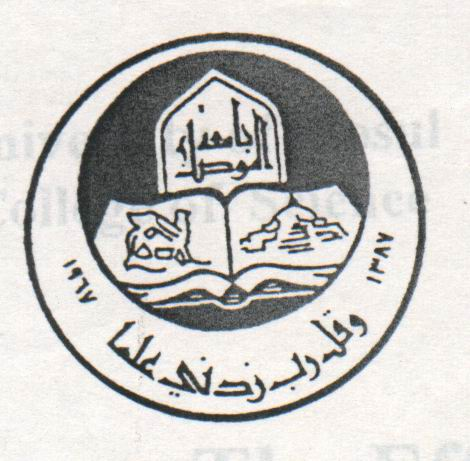 جامعة
الموصل
١٩٦٧
١٣٨٧
وقل رب زدني علما